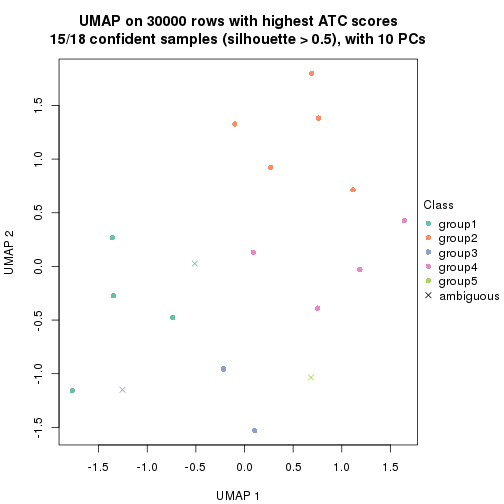 UMAP on 30000 rows with highest ATC scores
15/18 confident samples (silhouette > 0.5), with 10 PCs
UMAP 2
1.5
1.0
0.5
0.0
-0.5
-1.0
-1.5
-1.5
-1.0
-0.5
0.0
0.5
1.0
1.5
UMAP 1
Class
group1
group2
group3
group4
group5
ambiguous